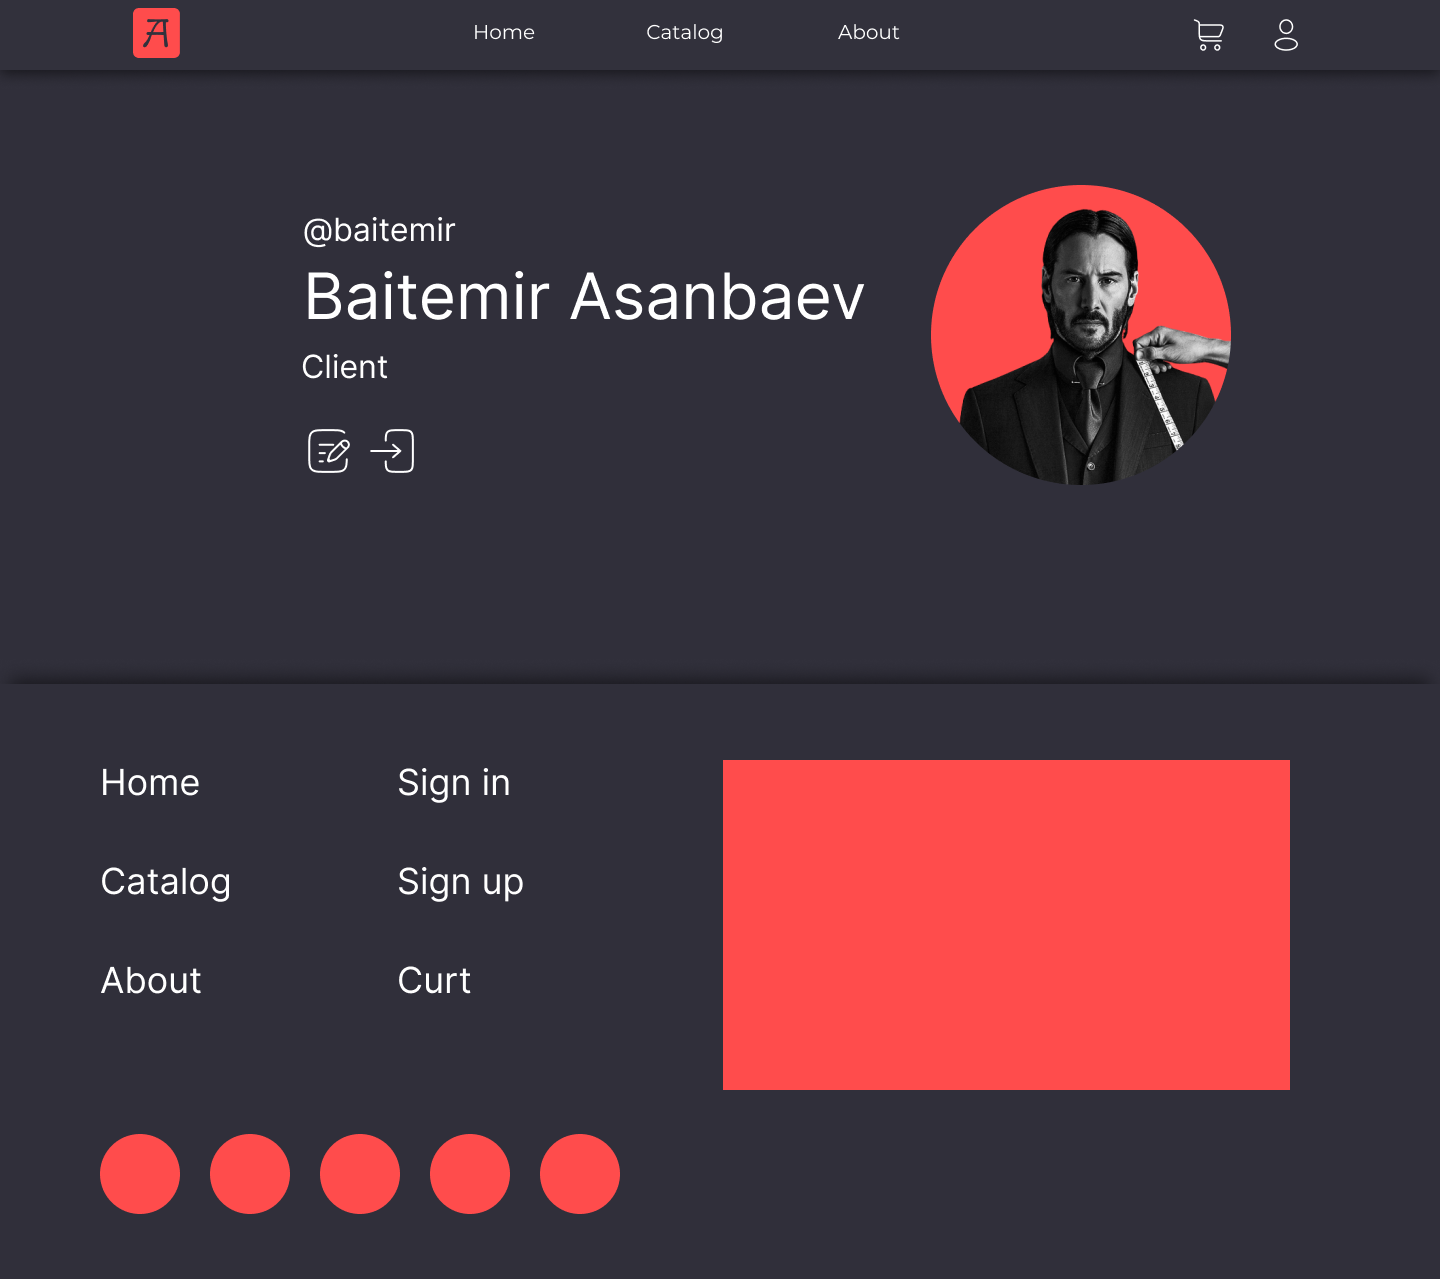 A
Home Catalog About
@baitemir
Baitemir Asanbaev
Client
Home Sign in
Catalog Sign up
About Curt